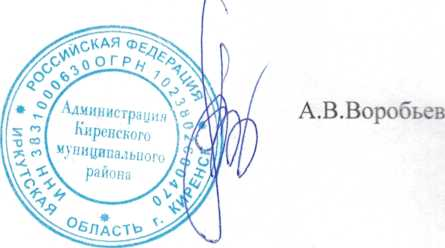 РОССИЙСКАЯ ФЕДЕРАЦИЯ
ИРКУТСКАЯ ОБЛАСТЬ г. КИРЕНСК
ИНН 3831000630 ОГРН
Администрация
Киренского
муниципального
района
А.В.Воробьев